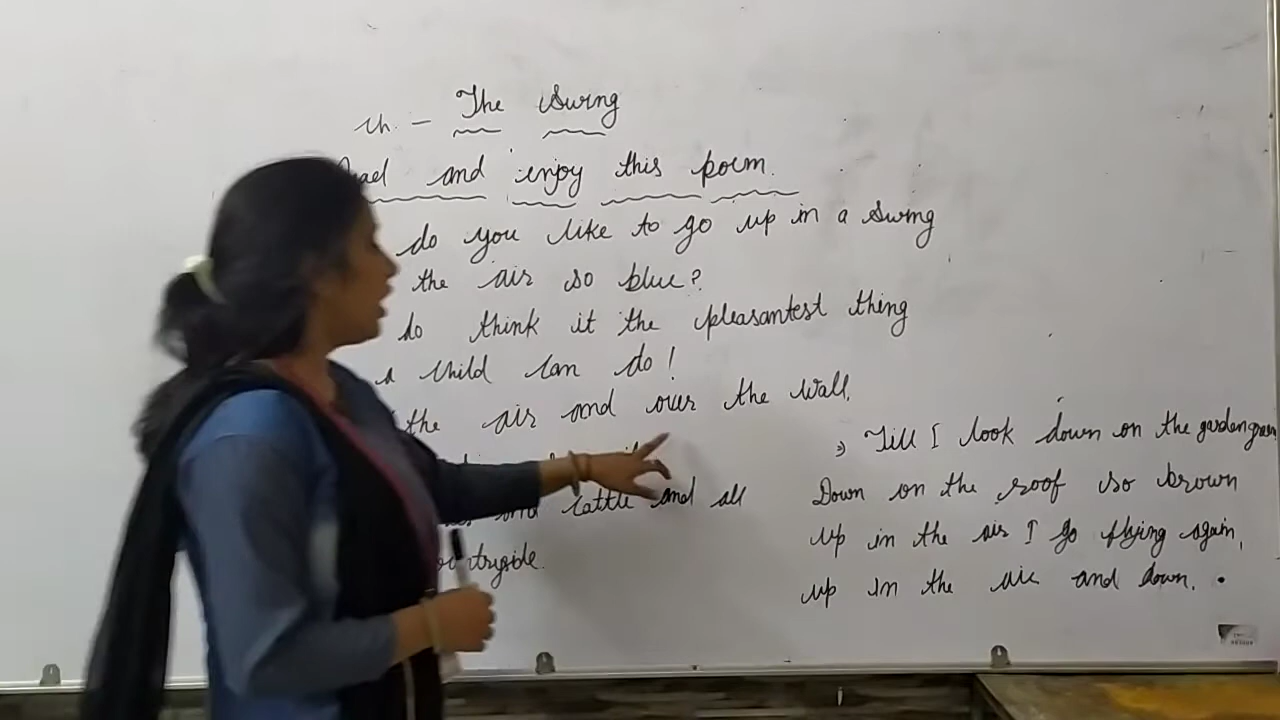 Ch. - The Swing
Read and enjoy this poem.
do you like to go up in a Swing
the air so blue?
do think it the pleasantest thing
a child can do!
the air and over the Wall,
and cattle and all
countryside.
Till I look down on the garden green
Down on the roof so brown
up in the air I go flying again,
up in the air and down.